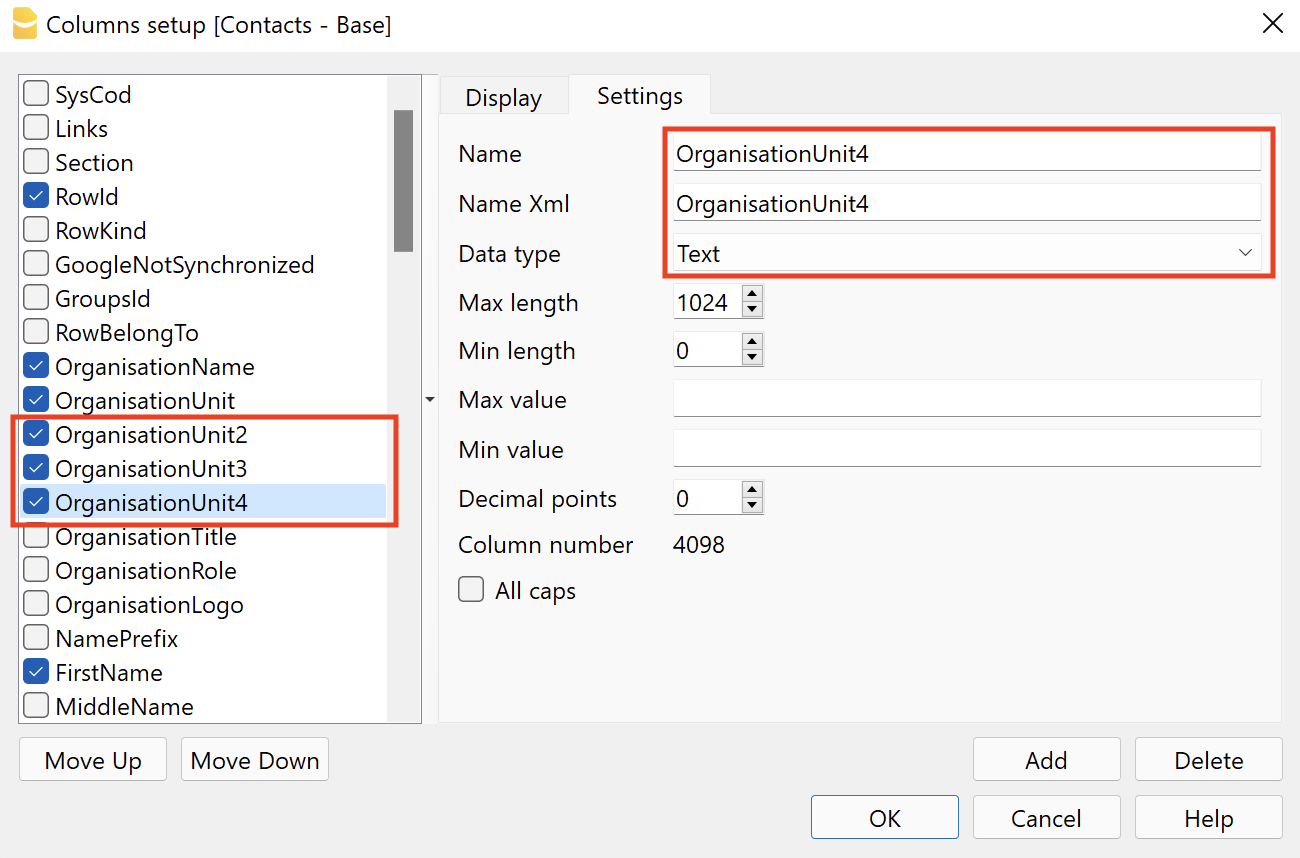 Columns setup [Contacts - Base]
SysCod
Links
Section
RowId
RowKind
GoogleNotSynchronized
GroupsId
RowBelongTo
OrganisationName
OrganisationUnit
OrganisationUnit2
OrganisationUnit3
OrganisationUnit4
OrganisationTitle
OrganisationRole
OrganisationLogo
NamePrefix
FirstName
MiddleName
Move Up Move Down
Display Settings
Name OrganisationUnit4
Name Xml OrganisationUnit4
Data type Text
Max length 1024
Min length 0
Max value
Min value
Decimal points 0
Column number 4098
All caps
Add Delete
OK Cancel Help